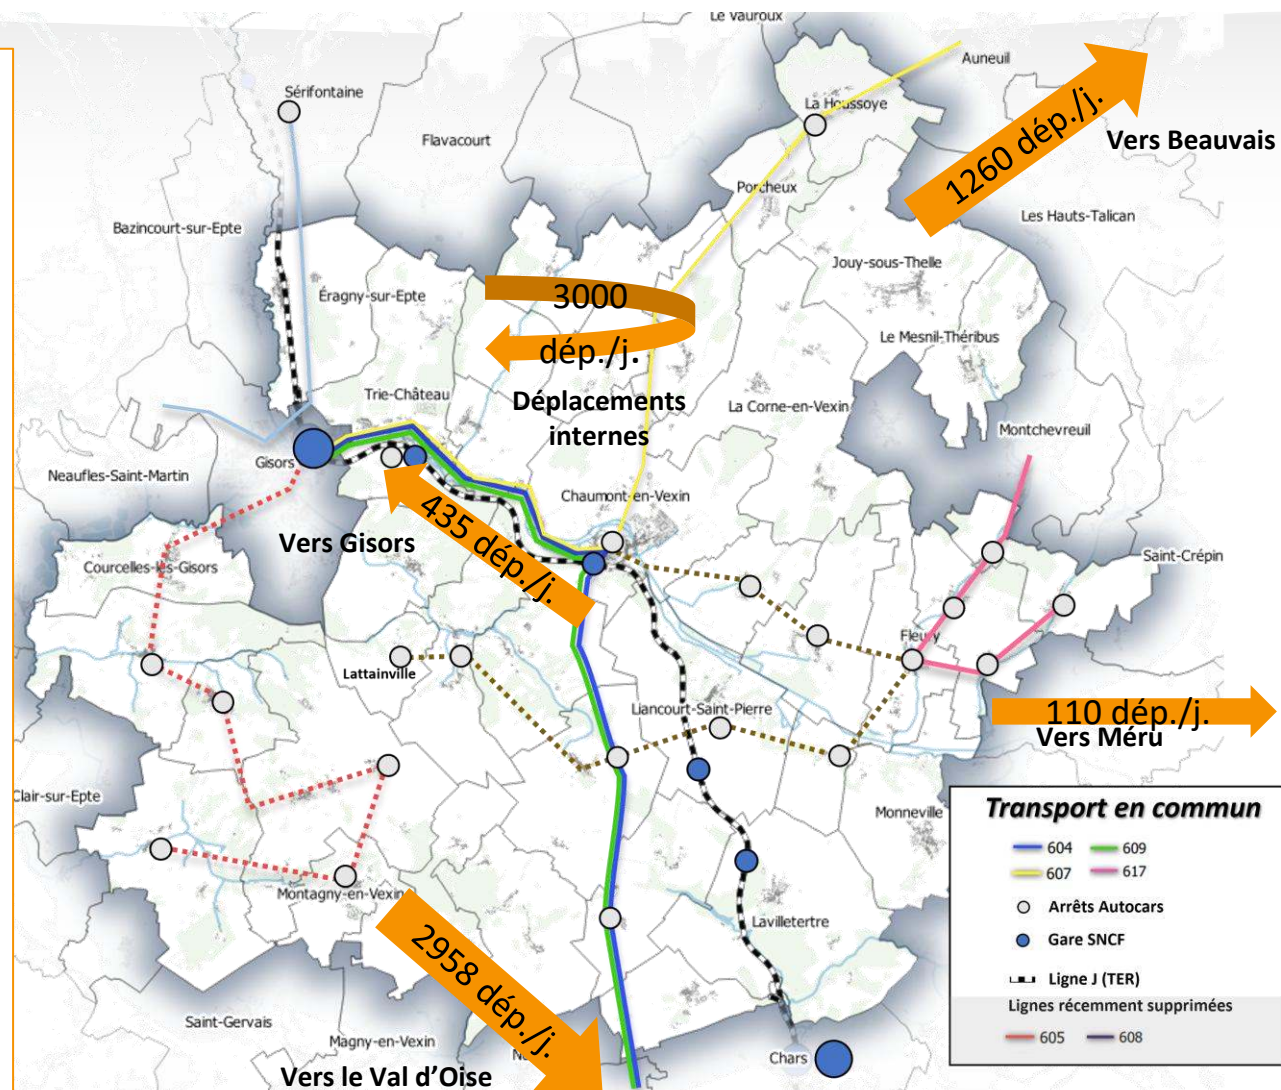 Le Vauroux
Auneuil
Sérifontaine
La Houssoye
1260 dép./j.
Vers Beauvais
Flavacourt
Porcheux
Les Hauts-Talican
Bazincourt-sur-Epte
Jouy-sous-Thelle
Éragny-sur-Epte
3000
dép./j.
Le Mesnil-Théribus
Trie-Château
Déplacements
internes
La Corne-en-Vexin
Montchevreuil
Gisors
Neaufles-Saint-Martin
Chaumont-en-Vexin
435 dép./j.
Vers Gisors
Courcelles-lès-Gisors
Saint-Crépin
Fleury
Lattainville
Liancourt-Saint-Pierre
110 dép./j.
Vers Méru
Clair-sur-Epte
Monneville
Transport en commun
604
609
607
617
Arrêts Autocars
Gare SNCF
Ligne J (TER)
Lignes récemment supprimées
605
608
Montagny-en-Vexin
Lavilletertre
2958 dép./j.
Saint-Gervais
Magny-en-Vexin
Chars
Vers le Val d'Oise